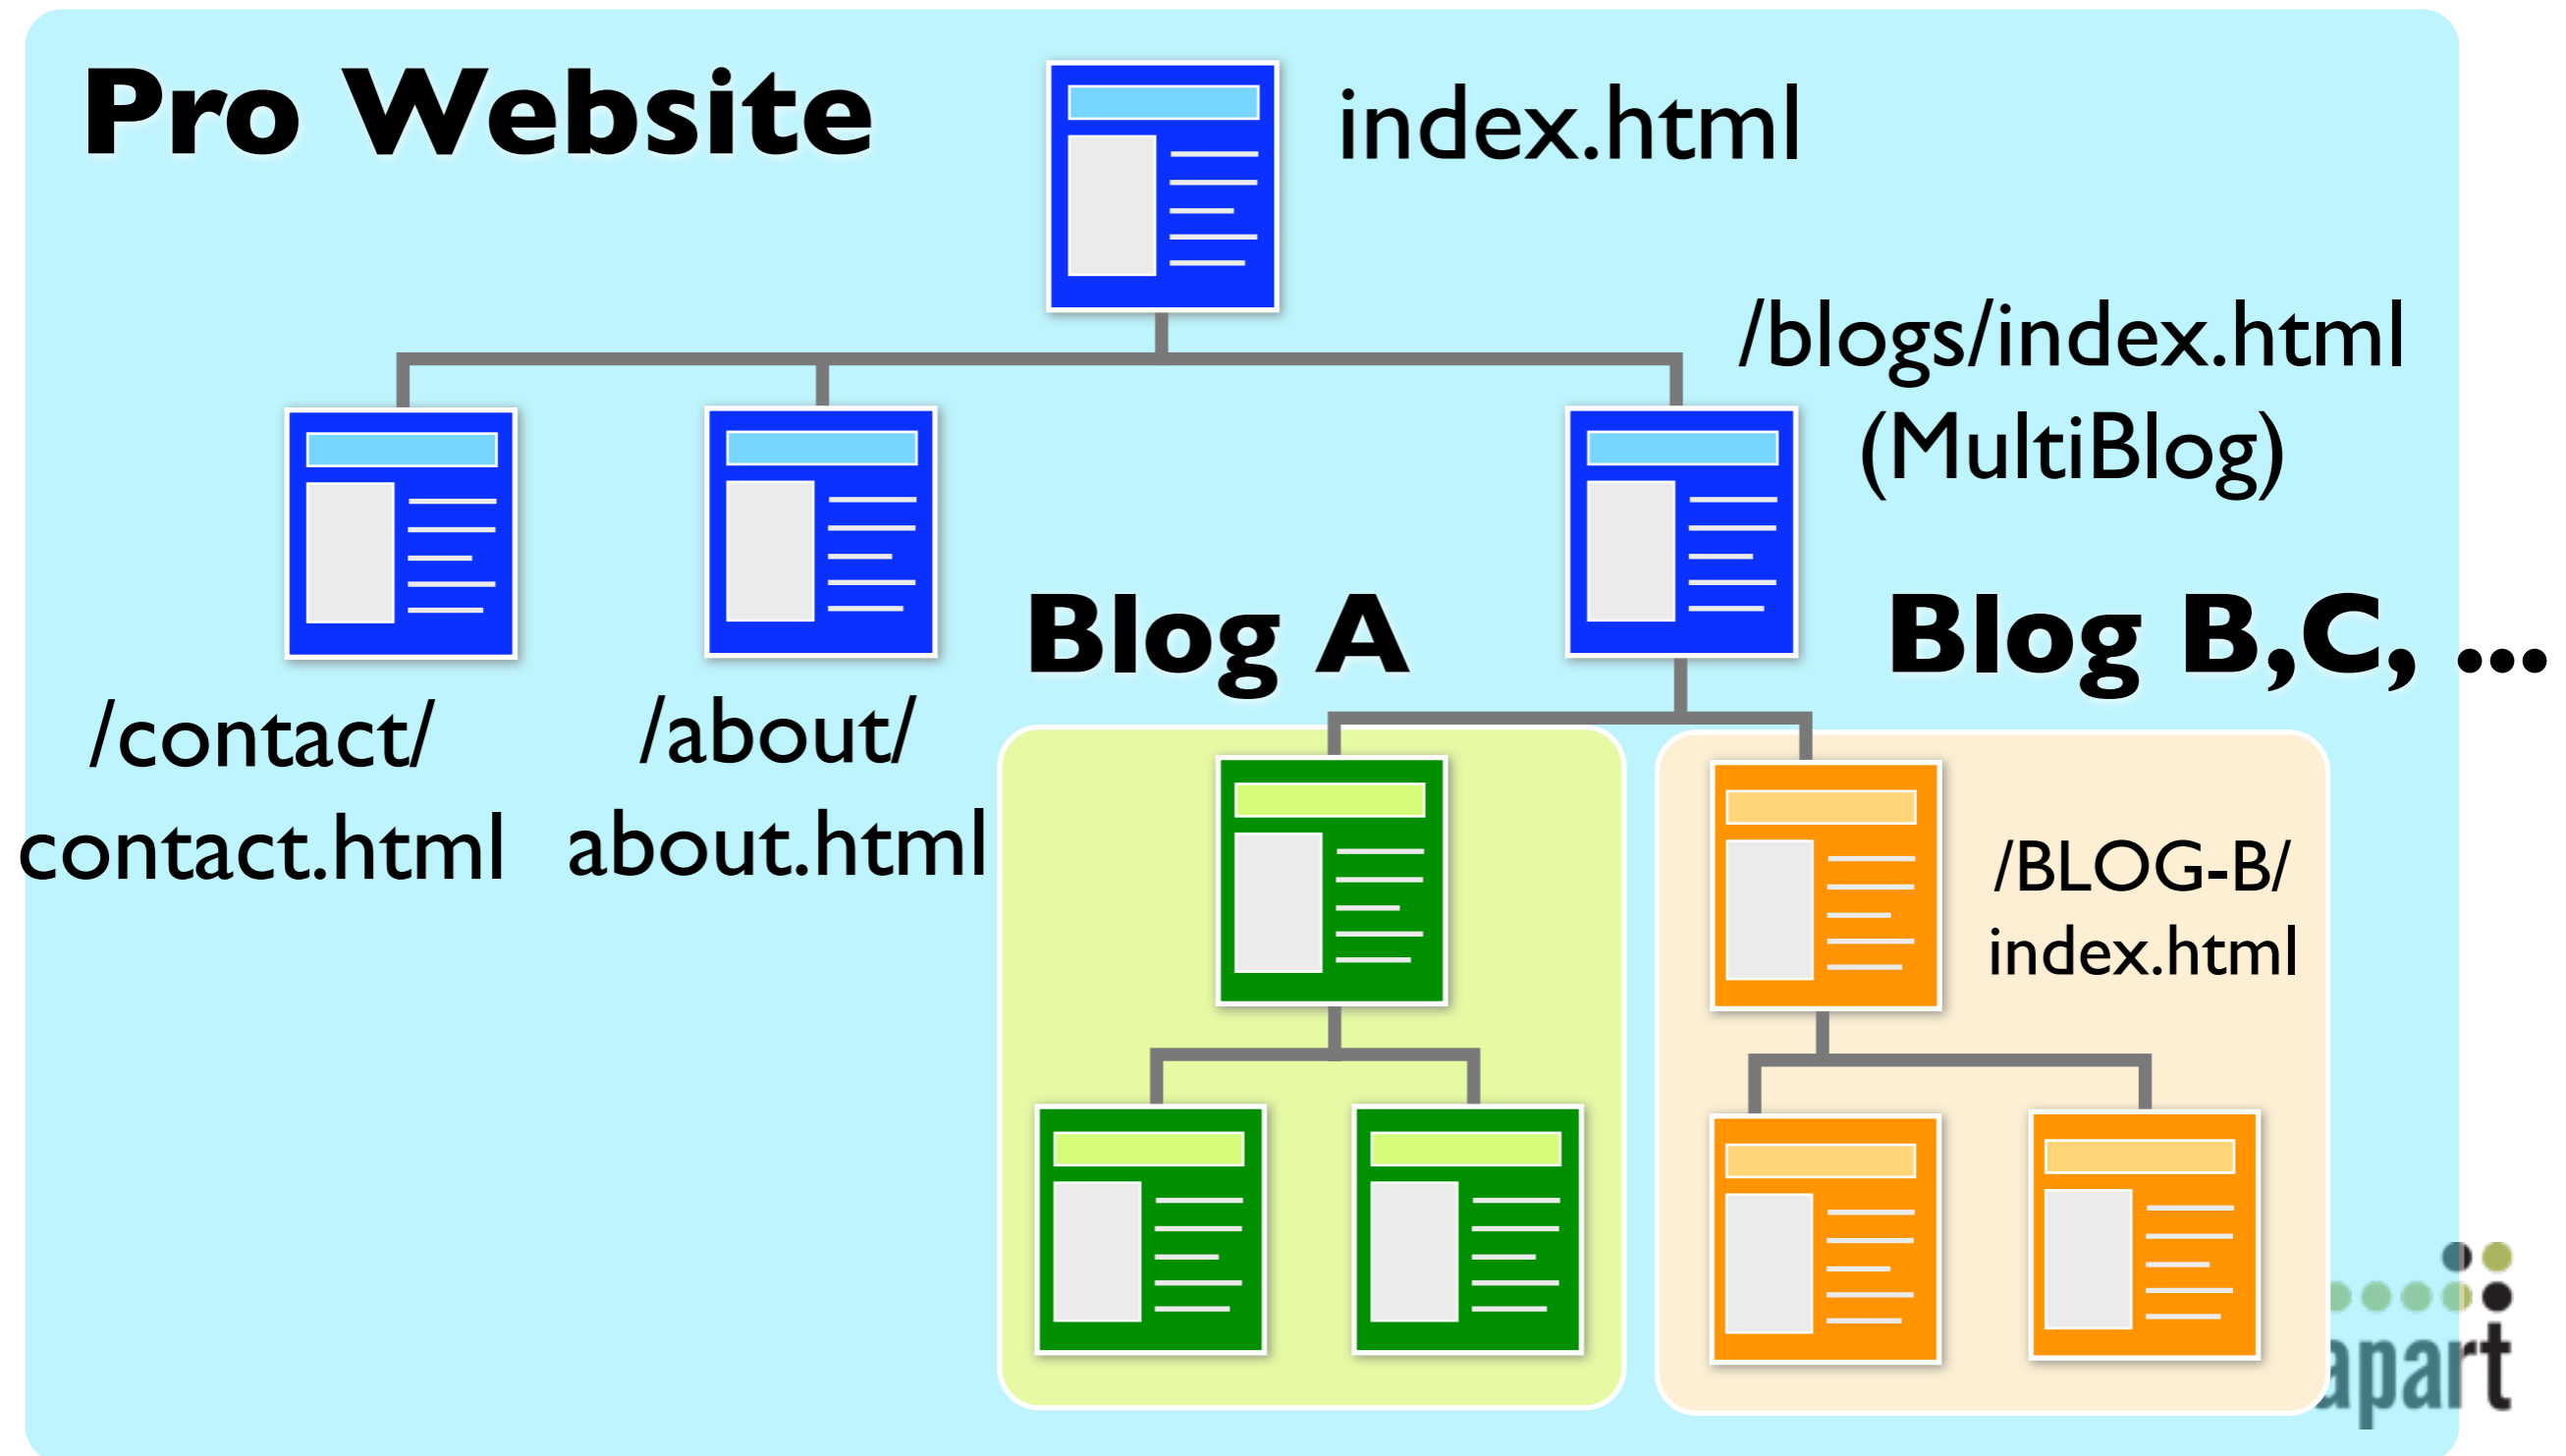 Pro Website
index.html
/blogs/index.html
(MultiBlog)
Blog A
Blog B,C, ...
/contact/
contact.html
/about/
about.html
/BLOG-B/
index.html
apart